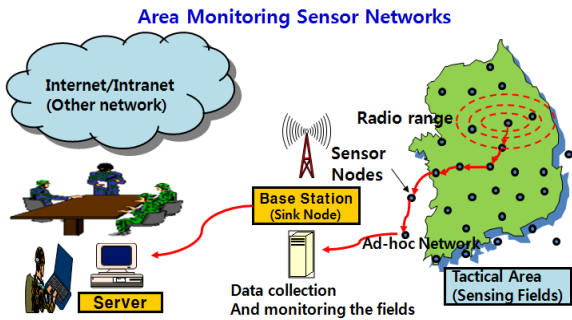 Area Monitoring Sensor Networks
Internet/Intranet
(Other network)
Radio range
Sensor
Nodes
Base Station
(Sink Node)
Ad-hoc Network
Tactical Area
(Sensing Fields)
Server
Data collection
And monitoring the fields